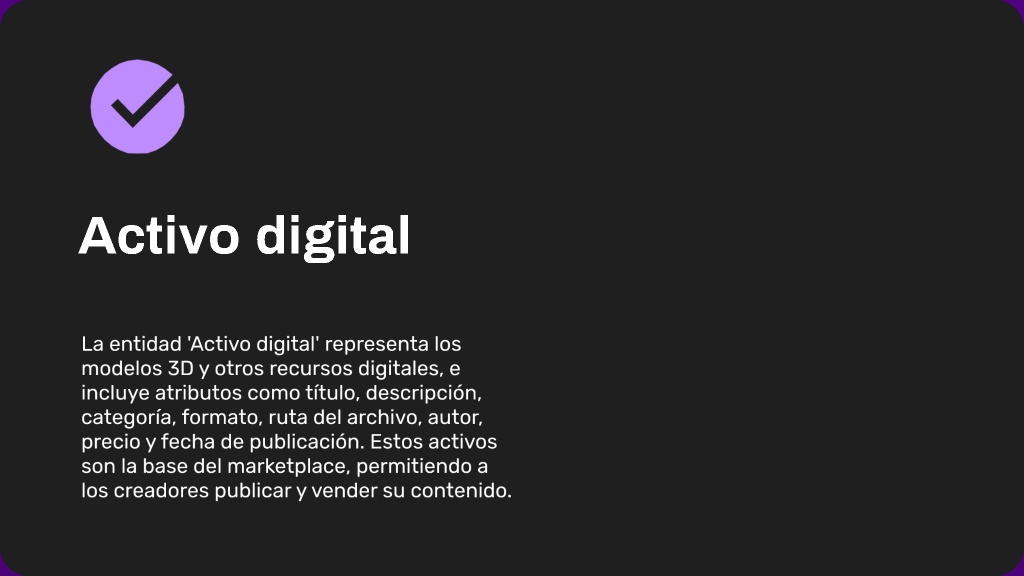 Activo digital
La entidad 'Activo digital' representa los
modelos 3D y otros recursos digitales, e
incluye atributos como título, descripción,
categoría, formato, ruta del archivo, autor,
precio y fecha de publicación. Estos activos
son la base del marketplace, permitiendo a
los creadores publicar y vender su contenido.